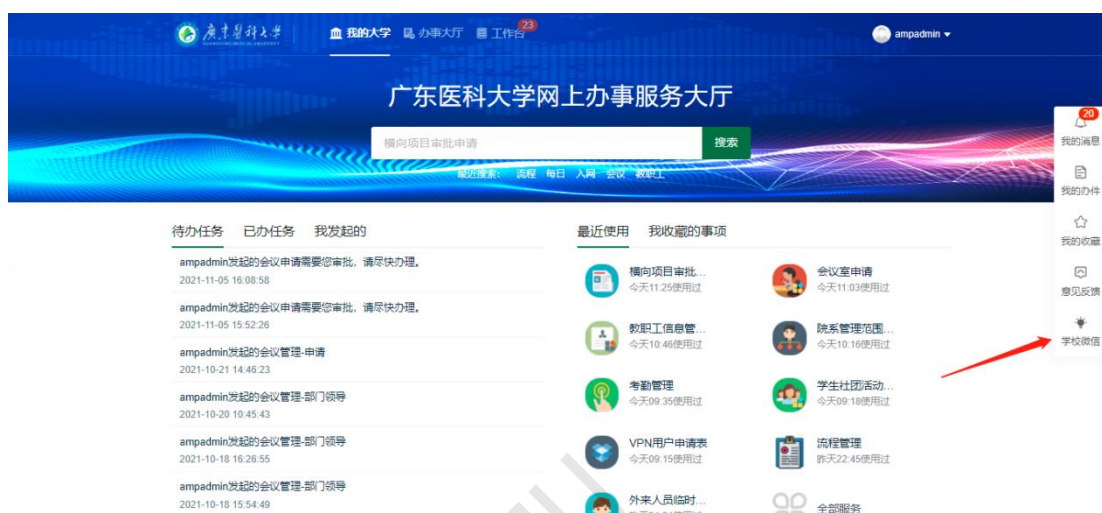 廣東醫科大學
我的大学 办事大厅 工作台 23
ampadmin
广东医科大学网上办事服务大厅
横向项目审批申请 搜索
最近搜索: 流程 每日 入网 会议 教职工
20
我的消息
我的办件
我的收藏
意见反馈
学校微信
待办任务 已办任务 我发起的
ampadmin发起的会议申请需要您审批，请尽快办理。
2021-11-05 16:08:58
ampadmin发起的会议申请需要您审批，请尽快办理。
2021-11-05 15:52:26
ampadmin发起的会议管理-申请
2021-10-21 14:46:23
ampadmin发起的会议管理-部门领导
2021-10-20 10:45:43
ampadmin发起的会议管理-部门领导
2021-10-18 16:26:55
ampadmin发起的会议管理-部门领导
2021-10-18 15:54:49
最近使用 我收藏的事项
横向项目审批...
今天11:25使用过
会议室申请
今天11:03使用过
教职工信息管...
今天10:46使用过
院系管理范围...
今天10:16使用过
考勤管理
今天09:35使用过
学生社团活动...
今天09:18使用过
VPN用户申请表
今天09:15使用过
流程管理
昨天22:45使用过
外来人员临时...
全部服务